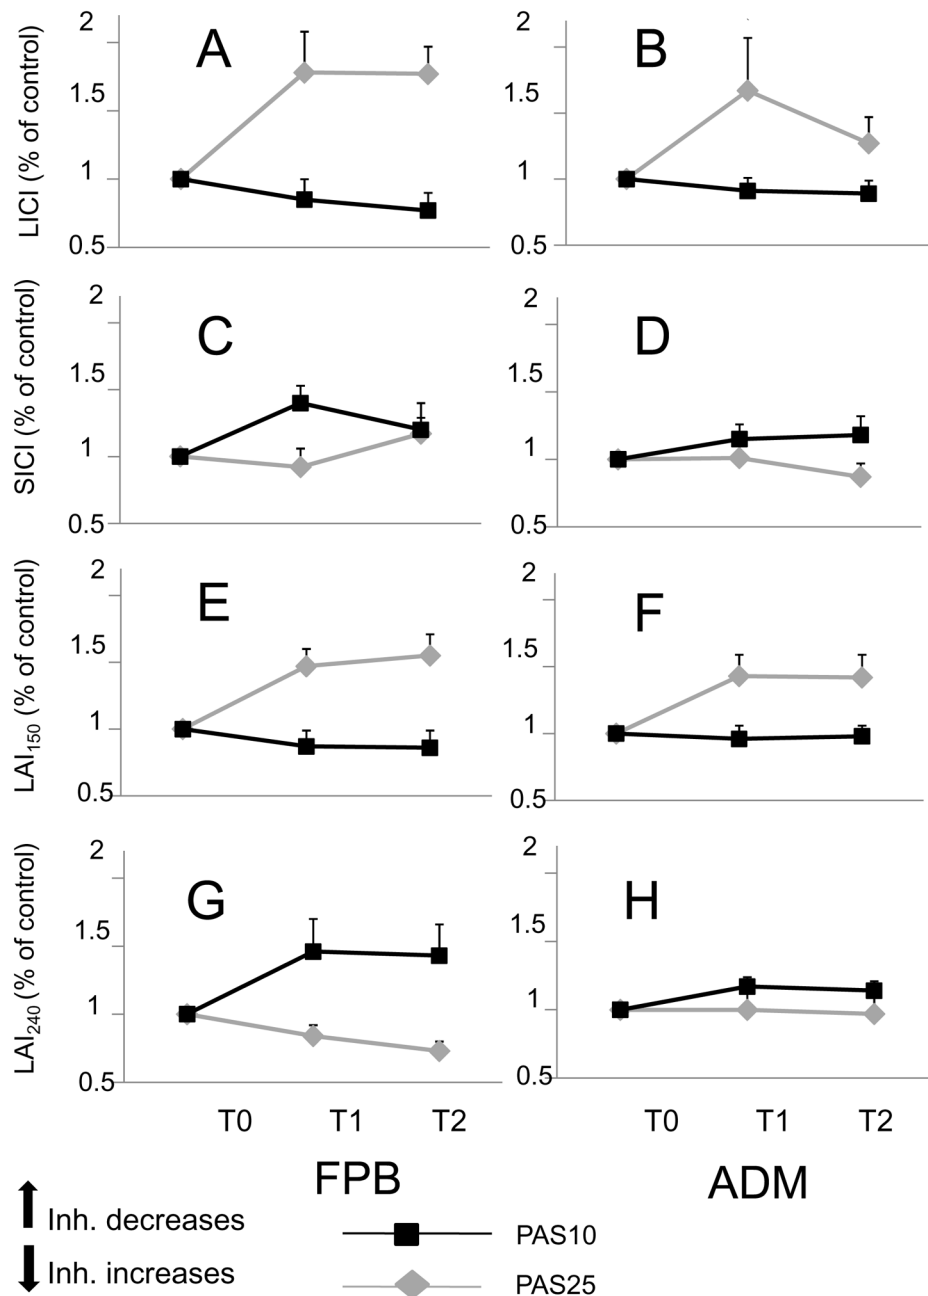 2
1.5
1
0.5
LICI (% of control)
A
2
1.5
1
0.5
B
2
1.5
1
0.5
SICI (% of control)
C
2
1.5
1
0.5
D
2
1.5
1
0.5
LAI150 (% of control)
E
2
1.5
1
0.5
F
2
1.5
1
0.5
LAI240 (% of control)
G
2
1.5
1
0.5
H
T0 T1 T2
T0 T1 T2
FPB
ADM
Inh. decreases
Inh. increases
PAS10
PAS25